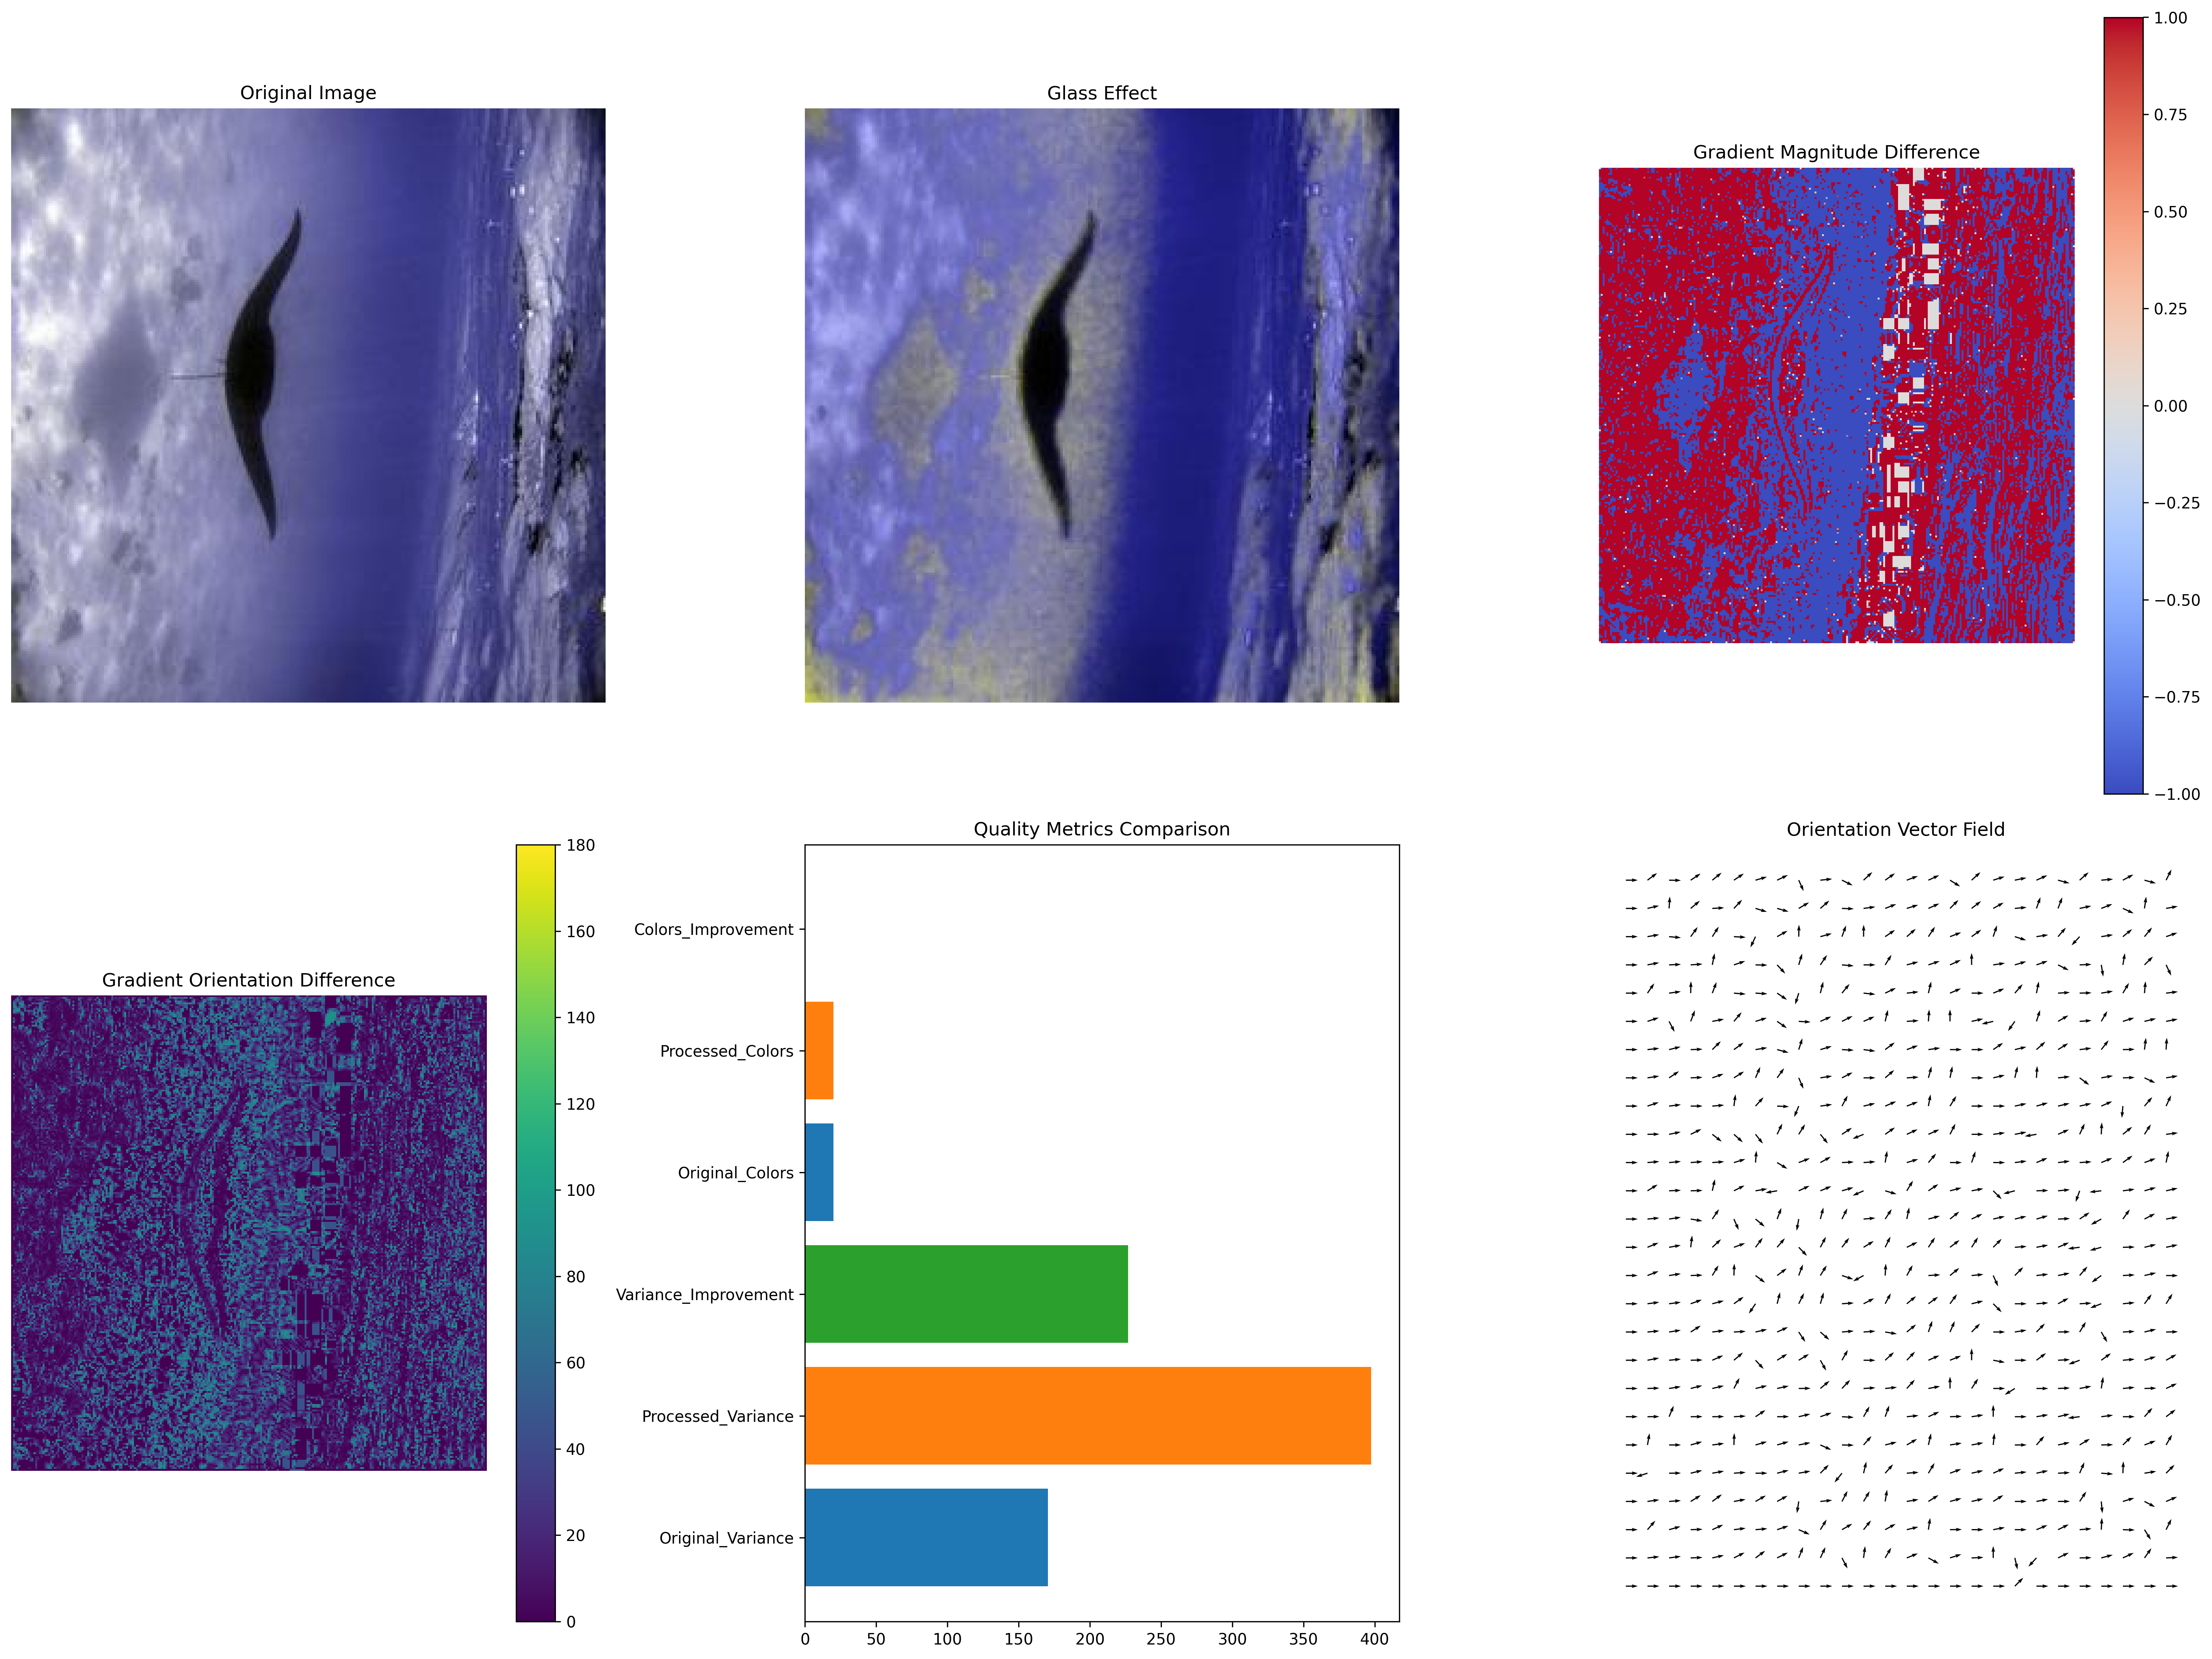 Original Image
Glass Effect
Gradient Magnitude Difference
1.00
0.75
0.50
0.25
0.00
−0.25
−0.50
−0.75
−1.00
Gradient Orientation Difference
180
160
140
120
100
80
60
40
20
0
Quality Metrics Comparison
Colors_Improvement
Processed_Colors
Original_Colors
Variance_Improvement
Processed_Variance
Original_Variance
0 50 100 150 200 250 300 350 400
Orientation Vector Field